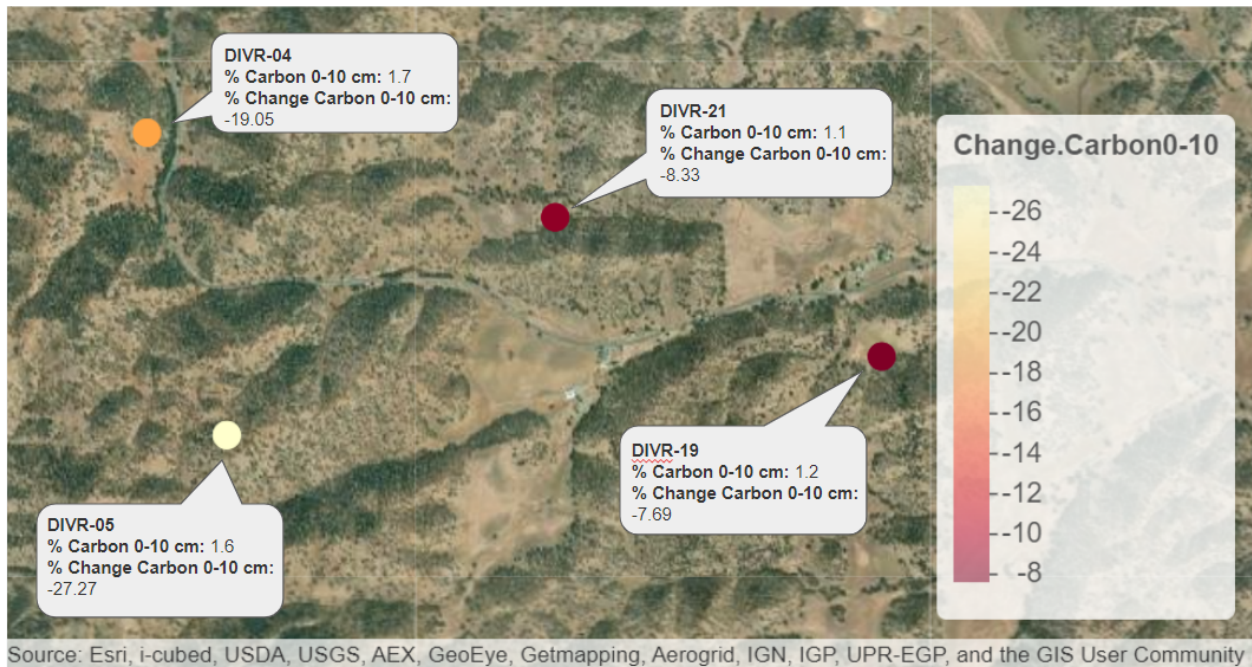 DIVR-04
% Carbon 0-10 cm: 1.7
% Change Carbon 0-10 cm:
-19.05
DIVR-21
% Carbon 0-10 cm: 1.1
% Change Carbon 0-10 cm:
-8.33
Change.Carbon0-10
-26
-24
-22
-20
-18
-16
-14
-12
-10
-8
DIVR-19
% Carbon 0-10 cm: 1.2
% Change Carbon 0-10 cm:
-7.69
DIVR-05
% Carbon 0-10 cm: 1.6
% Change Carbon 0-10 cm:
-27.27
Source: Esri, i-cubed, USDA, USGS, AEX, GeoEye, Getmapping, Aerogrid, IGN, IGP, UPR-EGP, and the GIS User Community